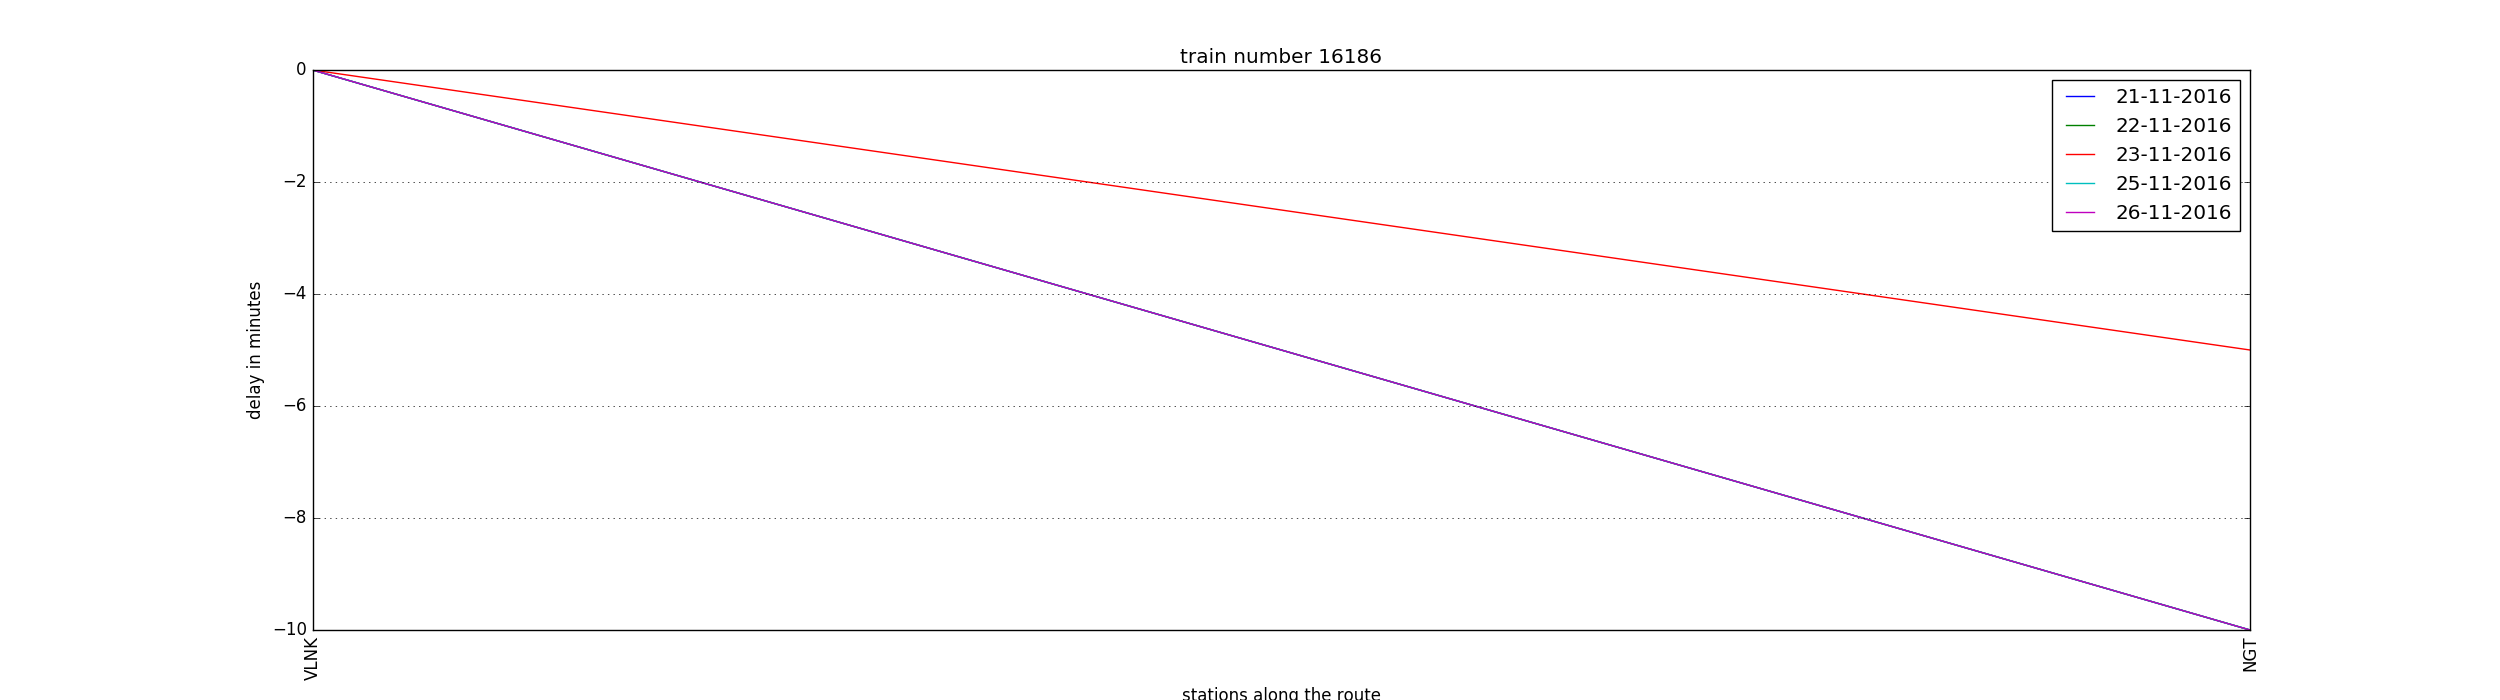 train number 16186
0
−2
−4
−6
−8
−10
delay in minutes
21-11-2016
22-11-2016
23-11-2016
25-11-2016
26-11-2016
VLNK
NGT
stations along the route